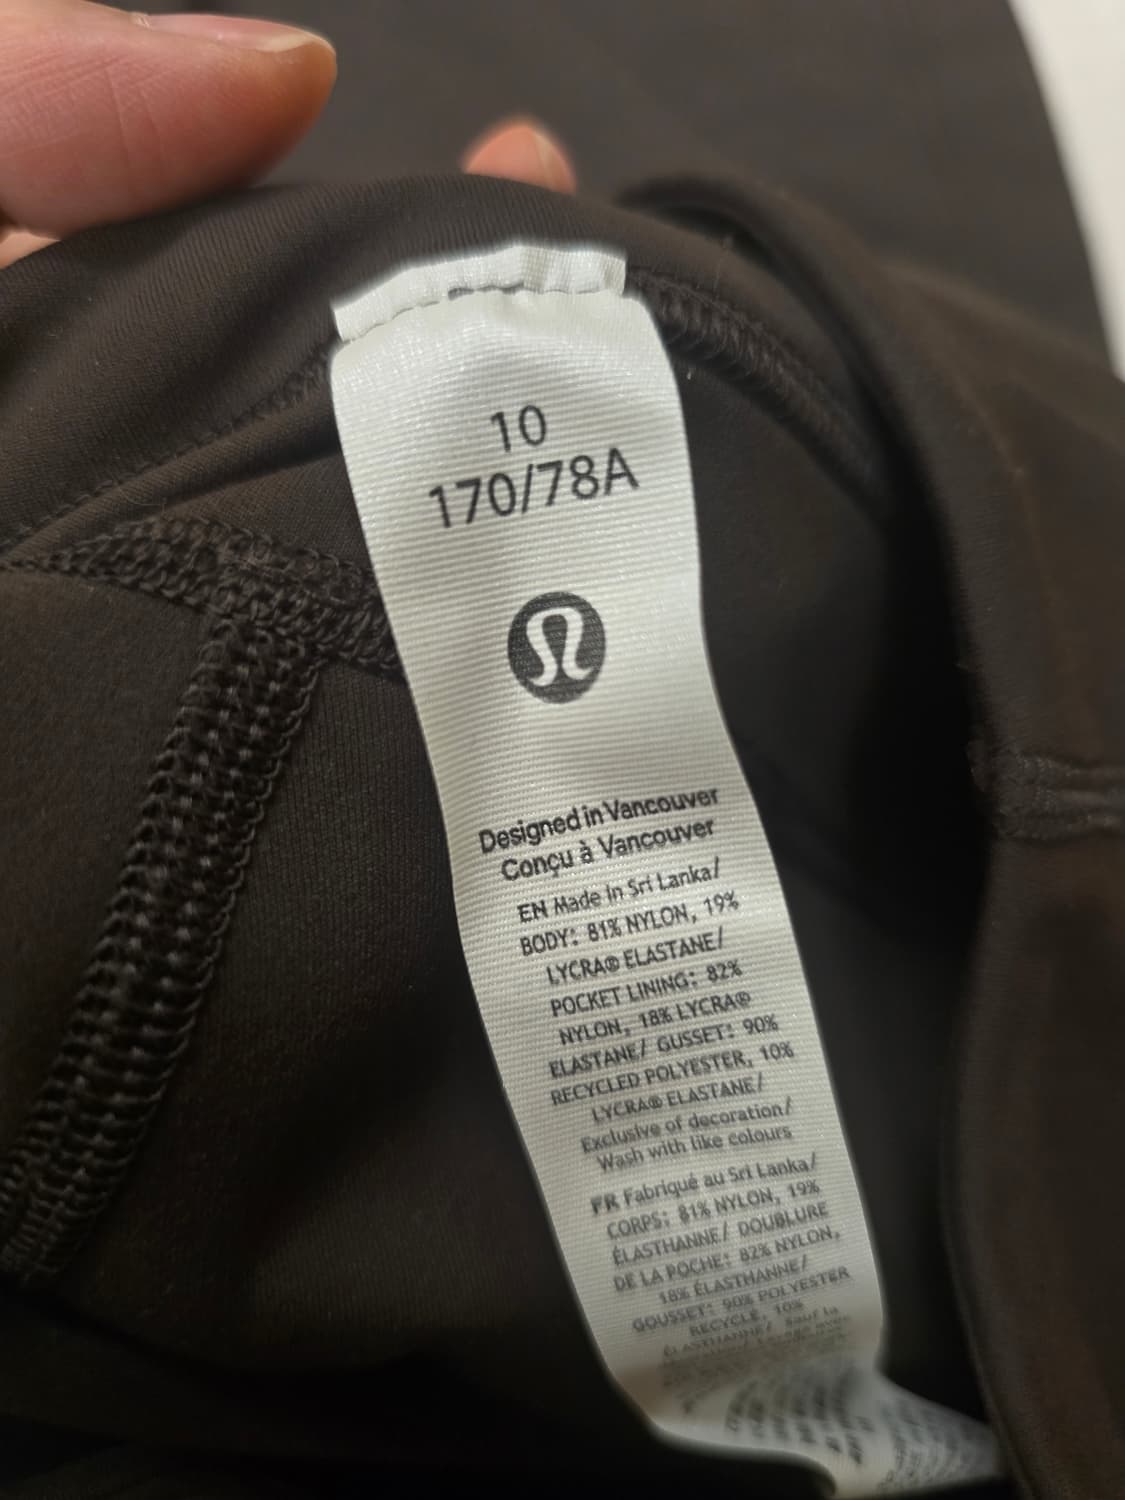 10
170/78A
Designed in Vancouver
Conçu à Vancouver
EN Made in Sri Lanka/
BODY: 81% NYLON, 19%
LYCRA® ELASTANE/
POCKET LINING: 82%
NYLON, 18% LYCRA®
ELASTANE/ GUSSET: 90%
RECYCLED POLYESTER, 10%
LYCRA® ELASTANE/
Exclusive of decoration/
Wash with like colours
FR Fabriqué au Sri Lanka/
CORPS: 81% NYLON, 19%
ÉLASTHANNE/ DOUBLURE
DE LA POCHE: 82% NYLON,
18% ÉLASTHANNE/
GOUSSET: 90% POLYESTER
RECYCLÉ, 10%
ÉLASTHANNE/ Sauf la